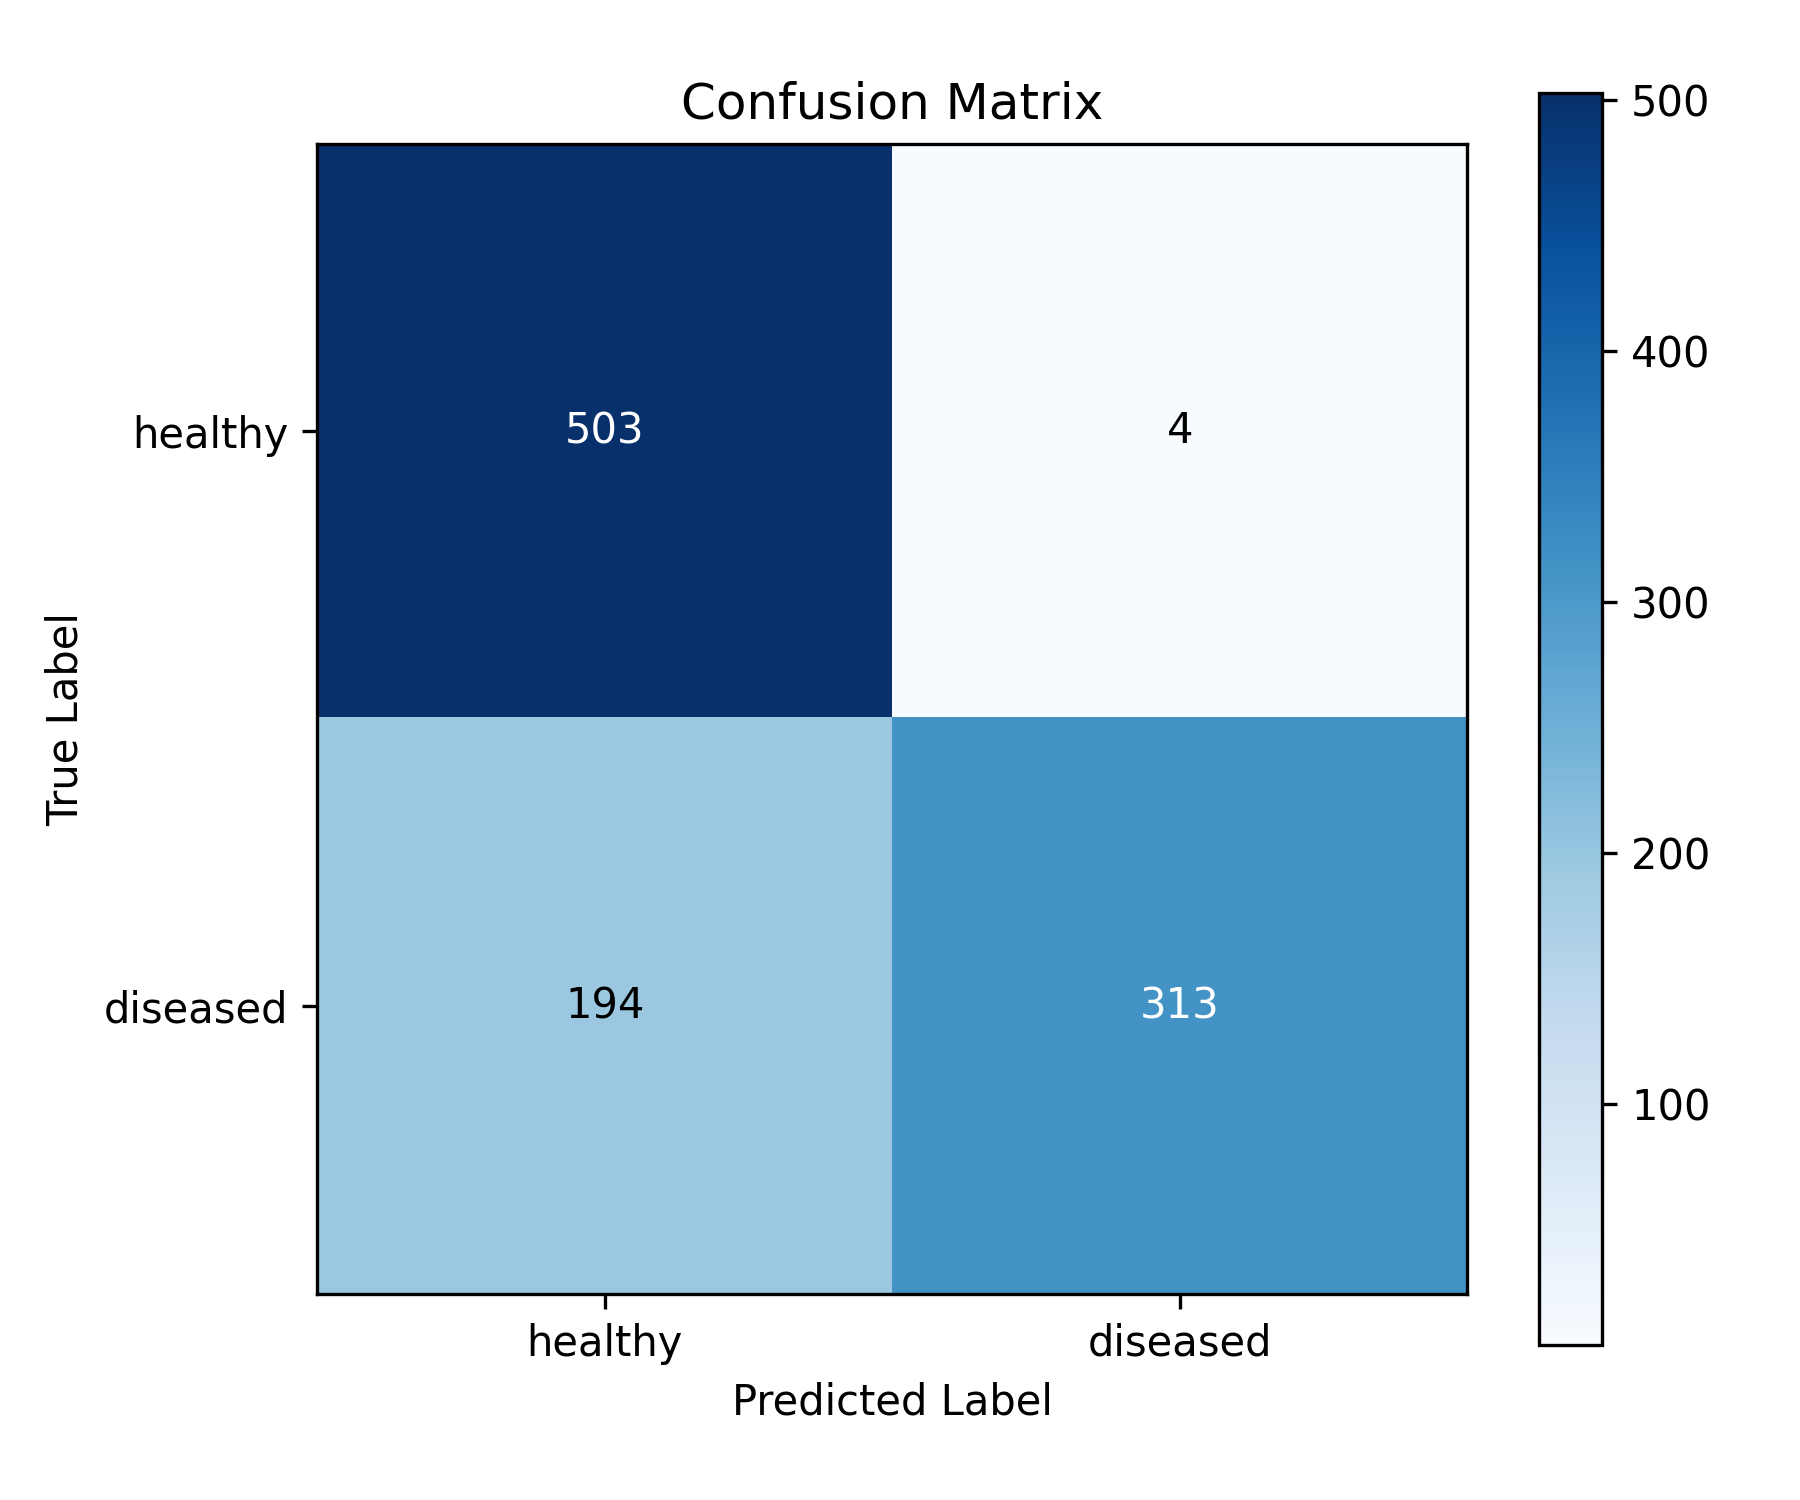 Confusion Matrix
True Label
healthy
diseased
503
4
194
313
healthy
diseased
Predicted Label
500
400
300
200
100